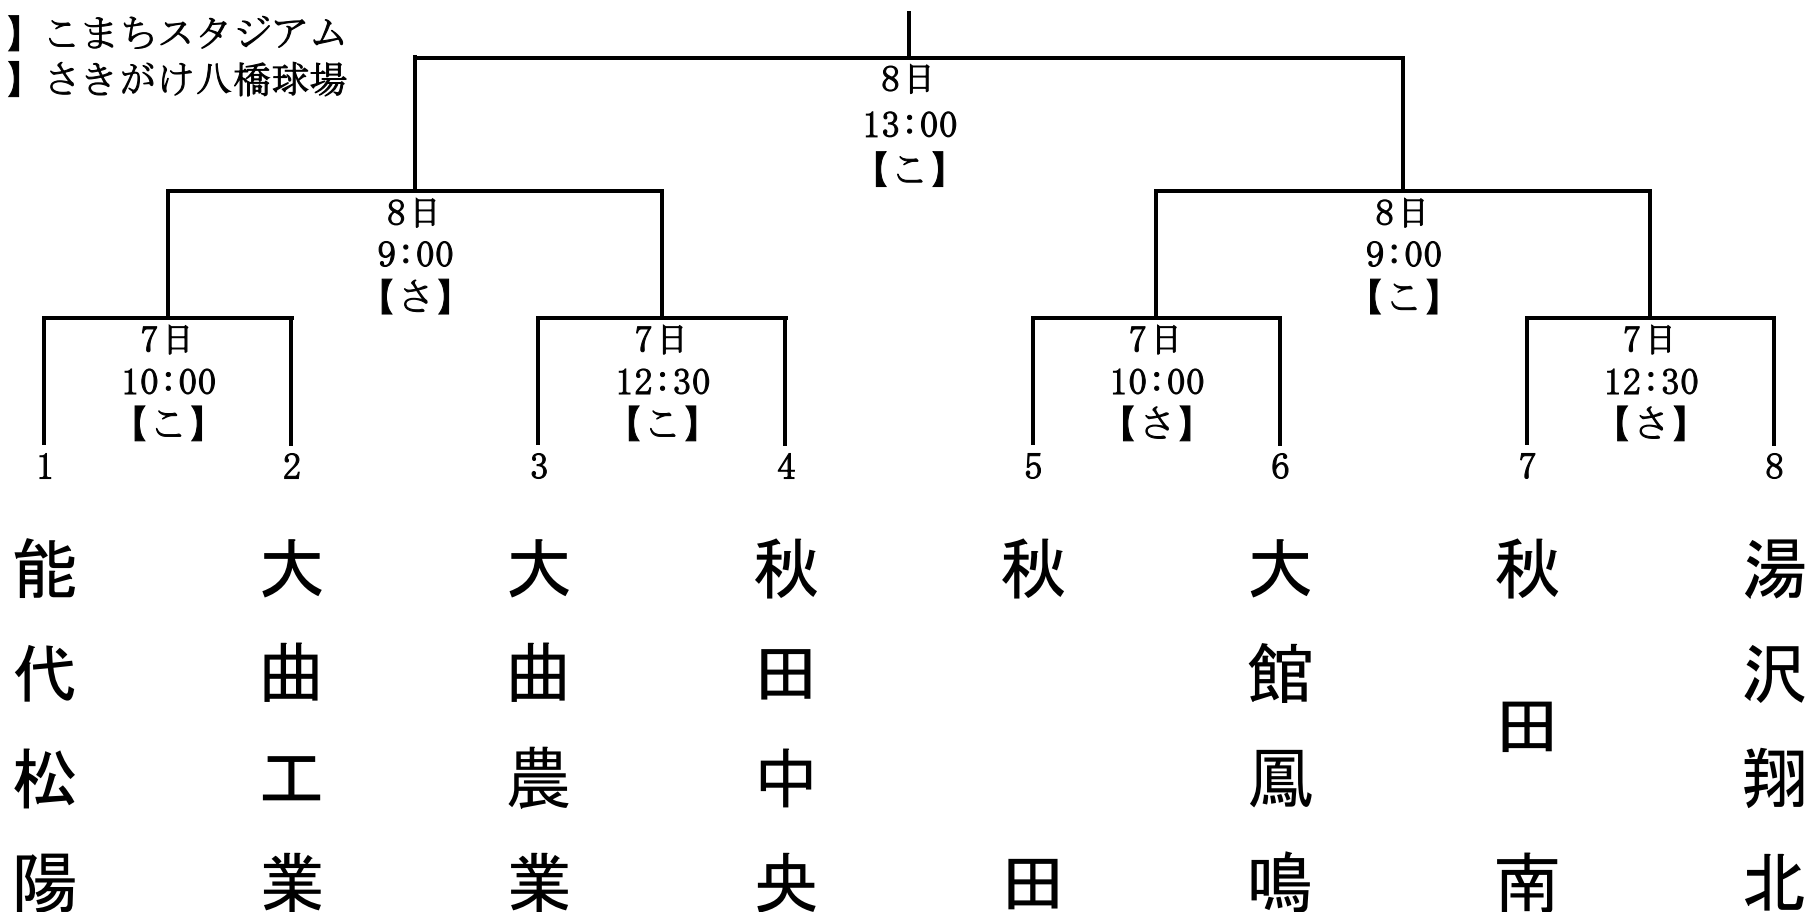 】こまちスタジアム
】さきがけ八橋球場
8日
13:00
【こ】
8日
9:00
【さ】
8日
9:00
【こ】
7日
10:00
【こ】
7日
12:30
【こ】
7日
10:00
【さ】
7日
12:30
【さ】
1
2
3
4
5
6
7
8
能代松陽
大曲工業
大曲農業
秋田中央
秋田
大館鳳鳴
秋田南
湯沢翔北